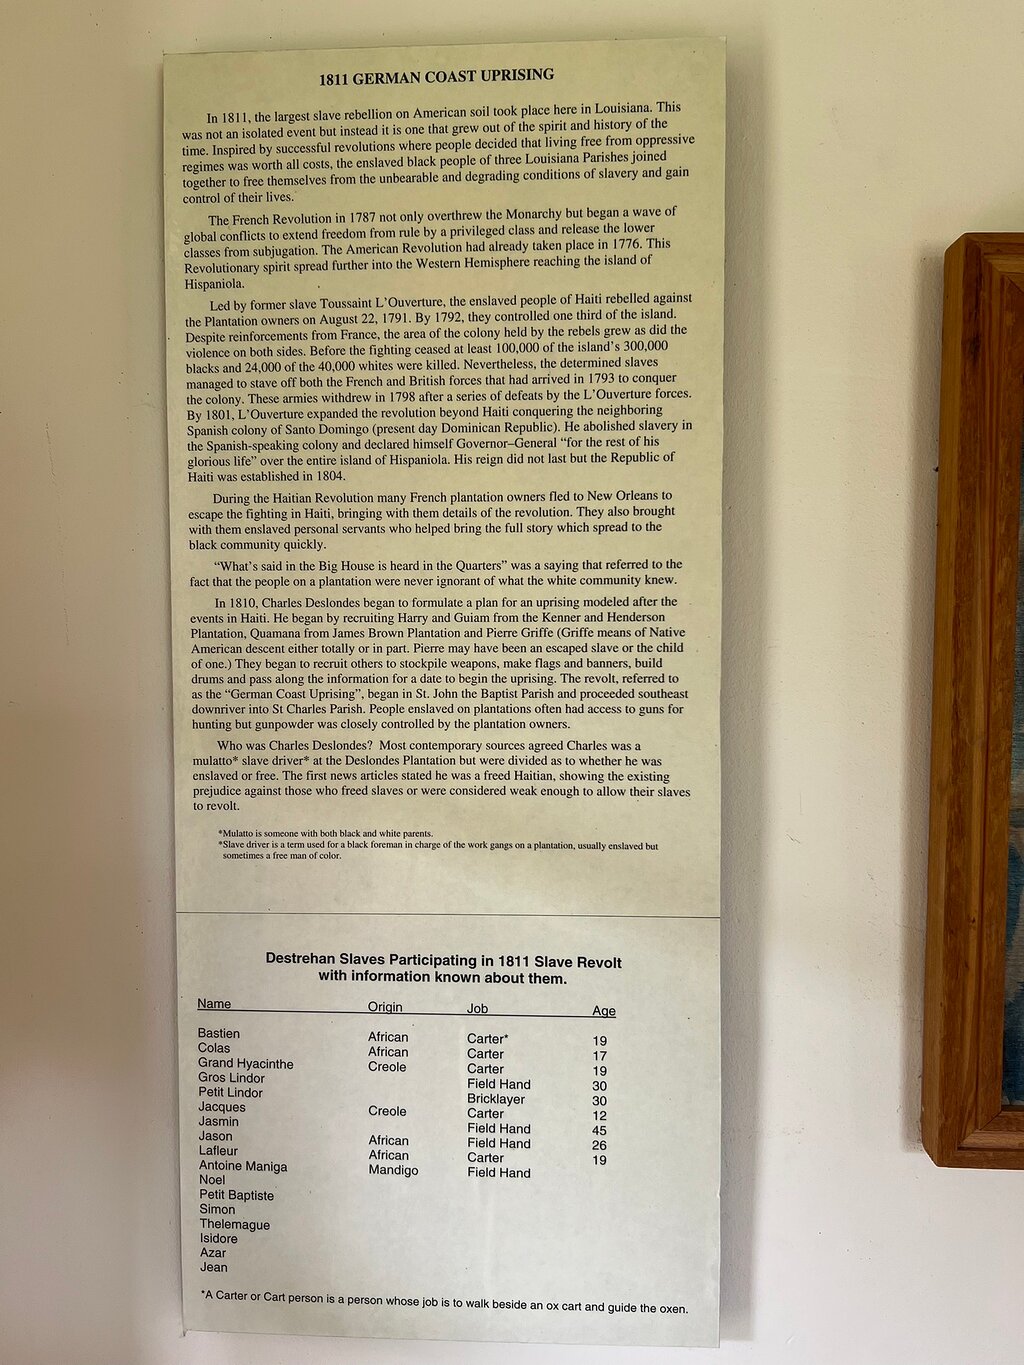 1811 GERMAN COAST UPRISING
In 1811, the largest slave rebellion on American soil took place here in Louisiana. This
was not an isolated event but instead it is one that grew out of the spirit and history of the
time. Inspired by successful revolutions where people decided that living free from oppressive
regimes was worth all costs, the enslaved black people of three Louisiana Parishes joined
together to free themselves from the unbearable and degrading conditions of slavery and gain
control of their lives.
The French Revolution in 1787 not only overthrew the Monarchy but began a wave of
global conflicts to extend freedom from rule by a privileged class and release the lower
classes from subjugation. The American Revolution had already taken place in 1776. This
Revolutionary spirit spread further into the Western Hemisphere reaching the island of
Hispaniola.
Led by former slave Toussaint L'Ouverture, the enslaved people of Haiti rebelled against
the Plantation owners on August 22, 1791. By 1792, they controlled one third of the island.
Despite reinforcements from France, the area of the colony held by the rebels grew as did the
violence on both sides. Before the fighting ceased at least 100,000 of the island's 300,000
blacks and 24,000 of the 40,000 whites were killed. Nevertheless, the determined slaves
managed to stave off both the French and British forces that had arrived in 1793 to conquer
the colony. These armies withdrew in 1798 after a series of defeats by the L'Ouverture forces.
By 1801, L'Ouverture expanded the revolution beyond Haiti conquering the neighboring
Spanish colony of Santo Domingo (present day Dominican Republic). He abolished slavery in
the Spanish-speaking colony and declared himself Governor–General "for the rest of his
glorious life" over the entire island of Hispaniola. His reign did not last but the Republic of
Haiti was established in 1804.
During the Haitian Revolution many French plantation owners fled to New Orleans to
escape the fighting in Haiti, bringing with them details of the revolution. They also brought
with them enslaved personal servants who helped bring the full story which spread to the
black community quickly.
"What's said in the Big House is heard in the Quarters" was a saying that referred to the
fact that the people on a plantation were never ignorant of what the white community knew.
In 1810, Charles Deslondes began to formulate a plan for an uprising modeled after the
events in Haiti. He began by recruiting Harry and Guiam from the Kenner and Henderson
Plantation, Quamana from James Brown Plantation and Pierre Griffe (Griffe means of Native
American descent either totally or in part. Pierre may have been an escaped slave or the child
of one.) They began to recruit others to stockpile weapons, make flags and banners, build
drums and pass along the information for a date to begin the uprising. The revolt, referred to
as the "German Coast Uprising", began in St. John the Baptist Parish and proceeded southeast
downriver into St Charles Parish. People enslaved on plantations often had access to guns for
hunting but gunpowder was closely controlled by the plantation owners.
Who was Charles Deslondes? Most contemporary sources agreed Charles was a
mulatto* slave driver* at the Deslondes Plantation but were divided as to whether he was
enslaved or free. The first news articles stated he was a freed Haitian, showing the existing
prejudice against those who freed slaves or were considered weak enough to allow their slaves
to revolt.
*Mulatto is someone with both black and white parents.
*Slave driver is a term used for a black foreman in charge of the work gangs on a plantation, usually enslaved but
sometimes a free man of color.
Destrehan Slaves Participating in 1811 Slave Revolt
with information known about them.
Name Origin Job Age
Bastien African Carter* 19
Colas African Carter 17
Grand Hyacinthe Creole Carter 19
Gros Lindor Field Hand 30
Petit Lindor Bricklayer 30
Jacques Creole Carter 12
Jasmin Field Hand 45
Jason African Field Hand 26
Lafleur African Carter 19
Antoine Maniga Mandigo Field Hand
Noel
Petit Baptiste
Simon
Thelemague
Isidore
Azar
Jean
*A Carter or Cart person is a person whose job is to walk beside an ox cart and guide the oxen.